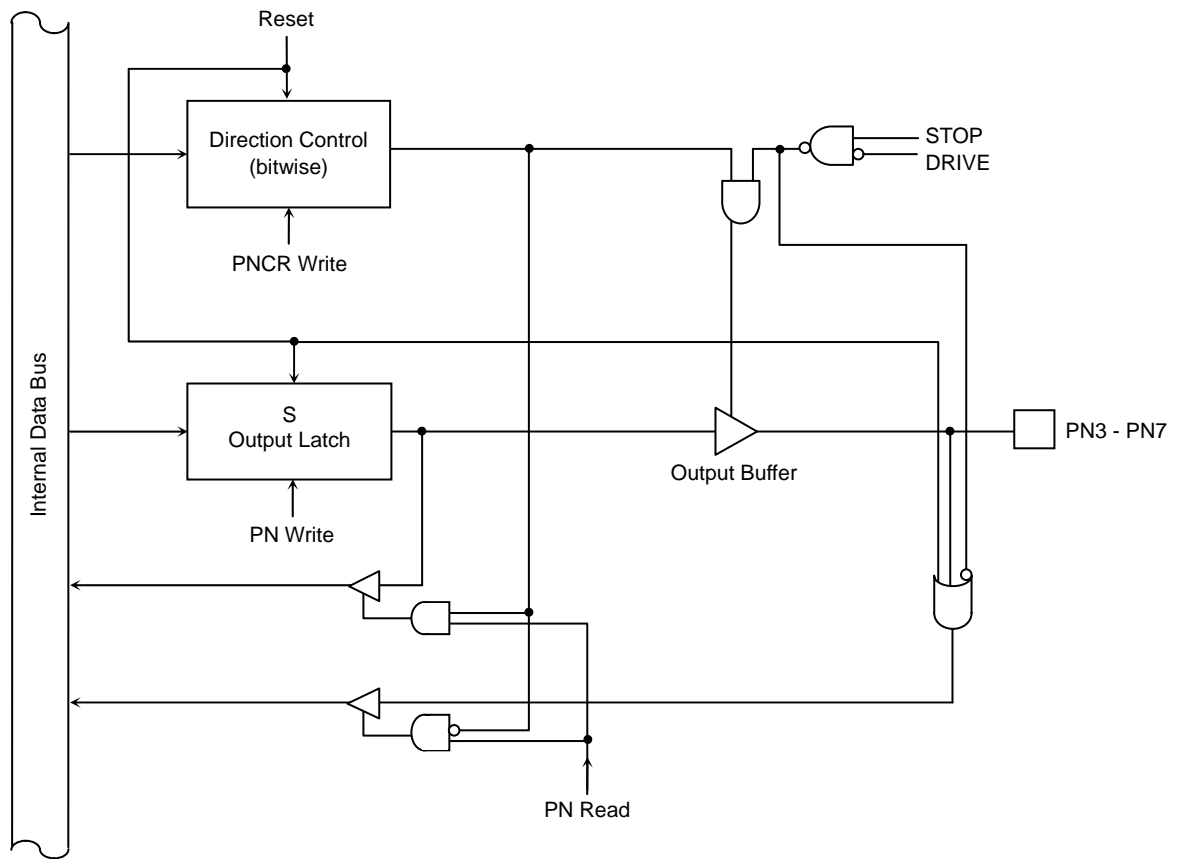 Reset
Direction Control
(bitwise)
STOP
DRIVE
PNCR Write
Internal Data Bus
S
Output Latch
PN3 - PN7
Output Buffer
PN Write
PN Read